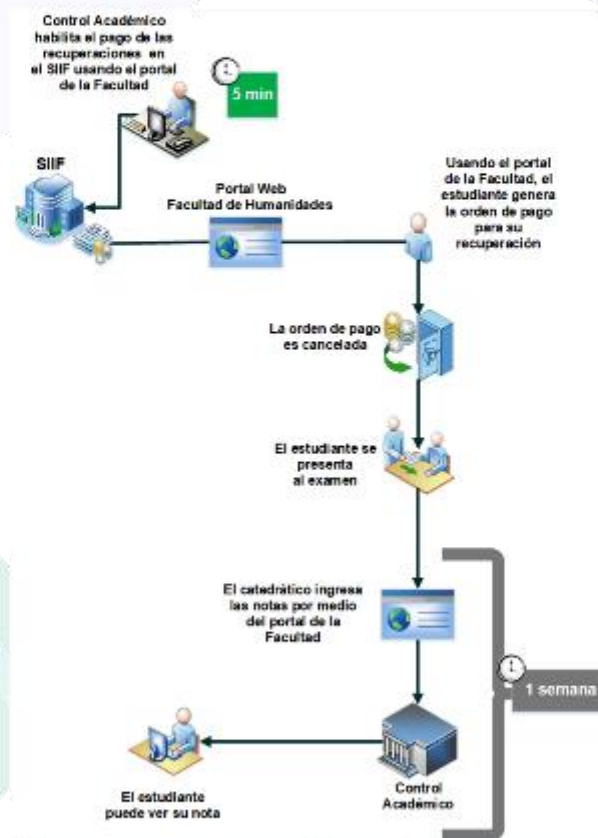 Control Académico
habilita el pago de las
recuperaciones en
el SIIF usando el portal
de la Facultad
5 min
SIIF
Portal Web
Facultad de Humanidades
Usando el portal
de la Facultad, el
estudiante genera
la orden de pago
para su
recuperación
La orden de pago
es cancelada
El estudiante se
presenta
al examen
El catedrático ingresa
las notas por medio
del portal de la
Facultad
1 semana
Control
Académico
El estudiante
puede ver su nota